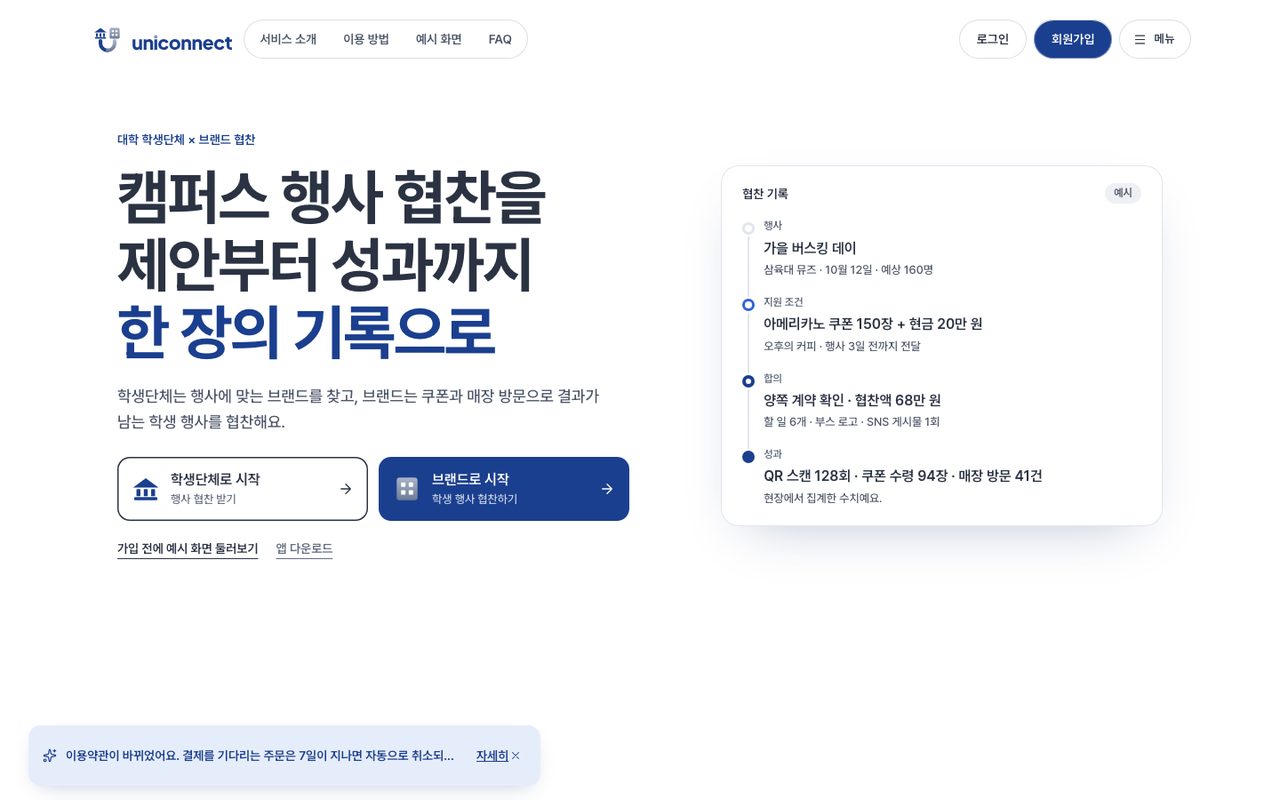 uniconnect
서비스 소개
이용 방법
예시 화면
FAQ
로그인
회원가입
메뉴
대학 학생단체 × 브랜드 협찬
캠퍼스 행사 협찬을
제안부터 성과까지
한 장의 기록으로
학생단체는 행사에 맞는 브랜드를 찾고, 브랜드는 쿠폰과 매장 방문으로 결과가
남는 학생 행사를 협찬해요.
학생단체로 시작
행사 협찬 받기
브랜드로 시작
학생 행사 협찬하기
가입 전에 예시 화면 둘러보기
앱 다운로드
협찬 기록
예시
행사
가을 버스킹 데이
삼육대 뮤즈 · 10월 12일 · 예상 160명
지원 조건
아메리카노 쿠폰 150장 + 현금 20만 원
오후의 커피 · 행사 3일 전까지 전달
합의
양쪽 계약 확인 · 협찬액 68만 원
할 일 6개 · 부스 로고 · SNS 게시물 1회
성과
QR 스캔 128회 · 쿠폰 수령 94장 · 매장 방문 41건
현장에서 집계한 수치예요.
이용약관이 바뀌었어요. 결제를 기다리는 주문은 7일이 지나면 자동으로 취소되...
자세히